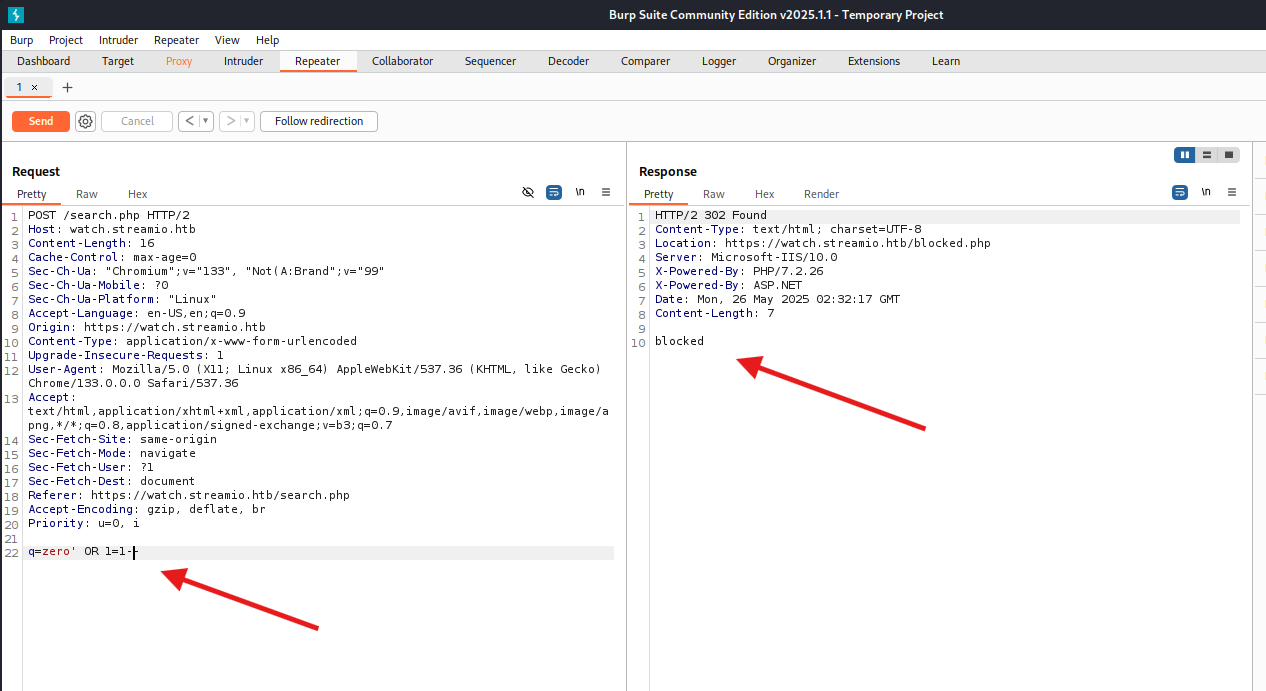 Burp Suite Community Edition v2025.1.1 - Temporary Project
Burp Project Intruder Repeater View Help
Dashboard Target Proxy Intruder Repeater Collaborator Sequencer Decoder Comparer Logger Organizer Extensions Learn
1 × +
Send Cancel < > Follow redirection
Request
Pretty Raw Hex \n
1 POST /search.php HTTP/2
2 Host: watch.streamio.htb
3 Content-Length: 16
4 Cache-Control: max-age=0
5 Sec-Ch-Ua: "Chromium";v="133", "Not(A:Brand";v="99"
6 Sec-Ch-Ua-Mobile: ?0
7 Sec-Ch-Ua-Platform: "Linux"
8 Accept-Language: en-US,en;q=0.9
9 Origin: https://watch.streamio.htb
10 Content-Type: application/x-www-form-urlencoded
11 Upgrade-Insecure-Requests: 1
12 User-Agent: Mozilla/5.0 (X11; Linux x86_64) AppleWebKit/537.36 (KHTML, like Gecko)
Chrome/133.0.0.0 Safari/537.36
13 Accept:
text/html,application/xhtml+xml,application/xml;q=0.9,image/avif,image/webp,image/a
png,*/*;q=0.8,application/signed-exchange;v=b3;q=0.7
14 Sec-Fetch-Site: same-origin
15 Sec-Fetch-Mode: navigate
16 Sec-Fetch-User: ?1
17 Sec-Fetch-Dest: document
18 Referer: https://watch.streamio.htb/search.php
19 Accept-Encoding: gzip, deflate, br
20 Priority: u=0, i
21
22 q=zero' OR 1=1--
Response
Pretty Raw Hex Render \n
1 HTTP/2 302 Found
2 Content-Type: text/html; charset=UTF-8
3 Location: https://watch.streamio.htb/blocked.php
4 Server: Microsoft-IIS/10.0
5 X-Powered-By: PHP/7.2.26
6 X-Powered-By: ASP.NET
7 Date: Mon, 26 May 2025 02:32:17 GMT
8 Content-Length: 7
9
10 blocked